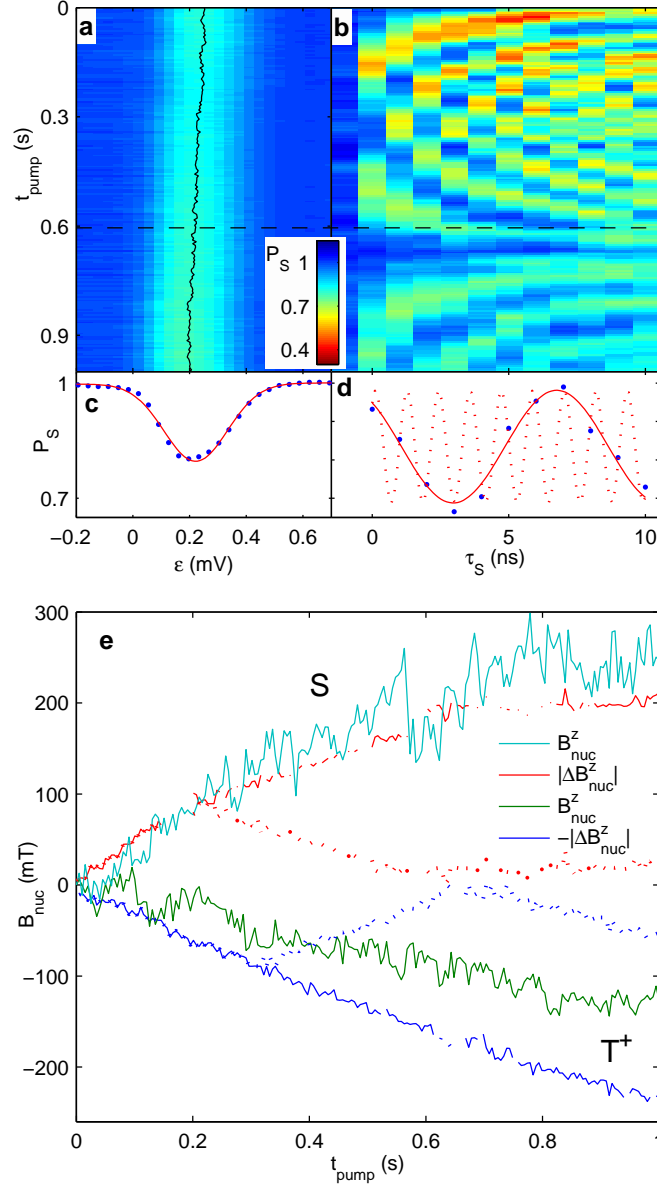 a
b
0
0.3
0.6
0.9
t_pump (s)
P_S
1
0.7
0.4
c
d
1
P_S
0.7
−0.2 0 0.2 0.4 0.6
ε (mV)
0 5 10
τ_S (ns)
e
300
200
100
0
−100
−200
B_nuc (mT)
S
B^z_nuc
|ΔB^z_nuc|
B^z_nuc
−|ΔB^z_nuc|
T^+
0 0.2 0.4 0.6 0.8 1
t_pump (s)